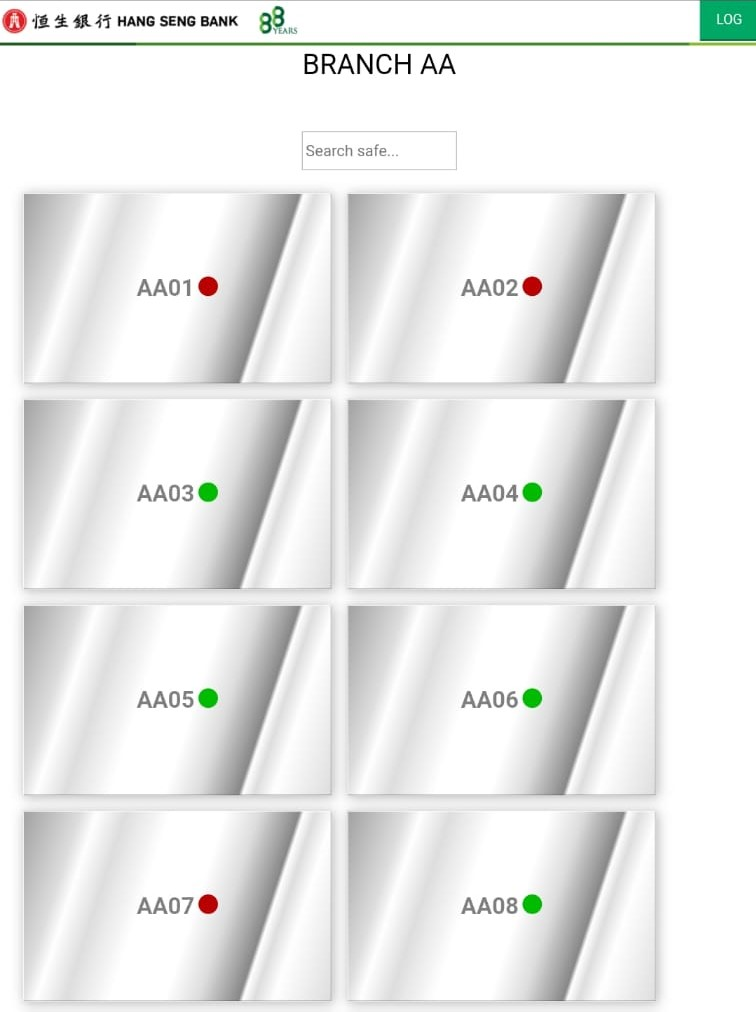 恒生銀行 HANG SENG BANK 88 YEARS LOG
BRANCH AA
Search safe...
AA01 AA02
AA03 AA04
AA05 AA06
AA07 AA08